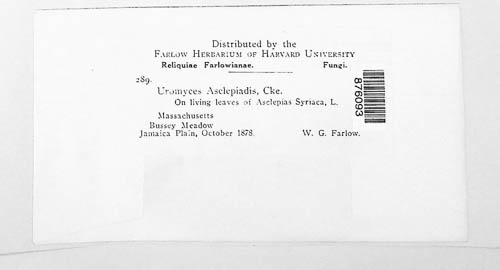 Distributed by the
FARLOW HERBARIUM OF HARVARD UNIVERSITY
Reliquiae Farlowianae. Fungi.
289.
Uromyces Asclepiadis, Cke.
On living leaves of Asclepias Syriaca, L.
Massachusetts
Bussey Meadow
Jamaica Plain, October 1878. W. G. Farlow.
876093